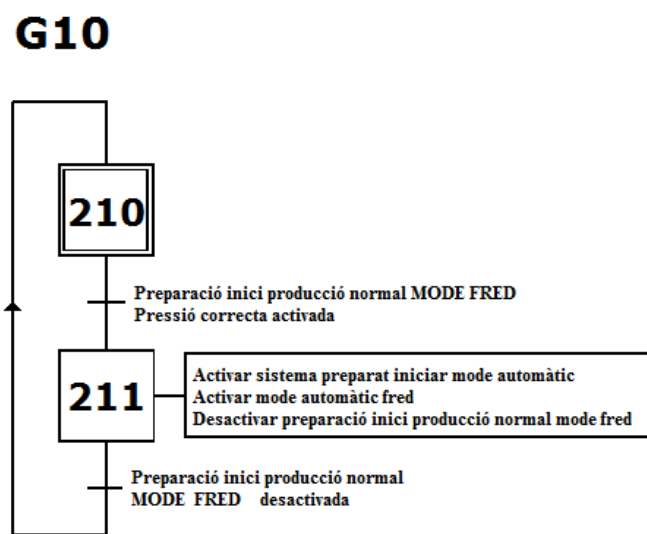 G10
210
Preparació inici producció normal MODE FRED
Pressió correcta activada
211
Activar sistema preparat iniciar mode automàtic
Activar mode automàtic fred
Desactivar preparació inici producció normal mode fred
Preparació inici producció normal
MODE FRED desactivada